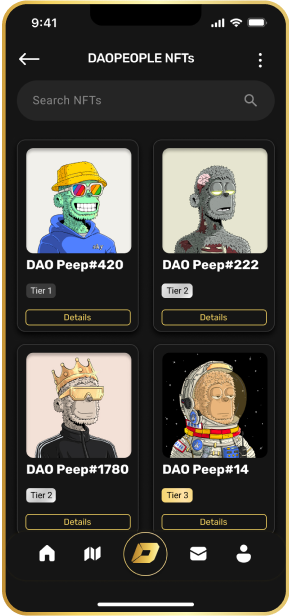 9:41
DAOPEOPLE NFTs
Search NFTs
DAO Peep#420
Tier 1
Details
DAO Peep#222
Tier 2
Details
DAO Peep#1780
Tier 2
Details
DAO Peep#14
Tier 3
Details